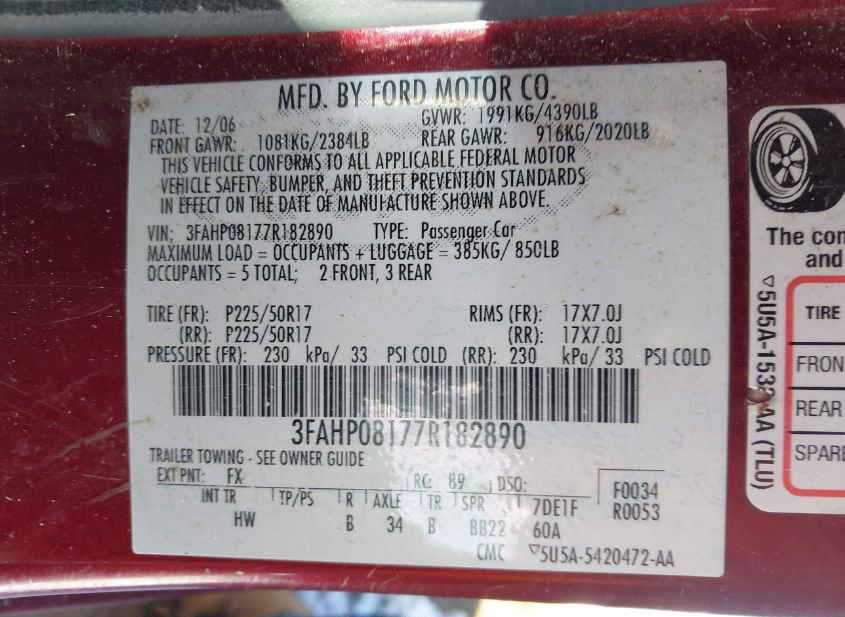 MFD. BY FORD MOTOR CO.
DATE: 12/06 GVWR: 1991KG/4390LB
FRONT GAWR: 1081KG/2384LB REAR GAWR: 916KG/2020LB
THIS VEHICLE CONFORMS TO ALL APPLICABLE FEDERAL MOTOR
VEHICLE SAFETY, BUMPER, AND THEFT PREVENTION STANDARDS
IN EFFECT ON THE DATE OF MANUFACTURE SHOWN ABOVE.
VIN: 3FAHP08177R182890 TYPE: Passenger Car
MAXIMUM LOAD = OCCUPANTS + LUGGAGE = 385KG/ 850LB
OCCUPANTS = 5 TOTAL; 2 FRONT, 3 REAR
TIRE (FR): P225/50R17 RIMS (FR): 17X7.0J
(RR): P225/50R17 (RR): 17X7.0J
PRESSURE (FR): 230 kPa/ 33 PSI COLD (RR): 230 kPa/ 33 PSI COLD
3FAHP08177R182890
TRAILER TOWING - SEE OWNER GUIDE
EXT PNT: FX RC: 89 DSO: F0034
INT TR TP/PS R AXLE TR SPR 7DE1F R0053
HW B 34 B BB22 60A
CMC ▽5U5A-5420472-AA
The con
and
TIRE
FRON
REAR
SPARE